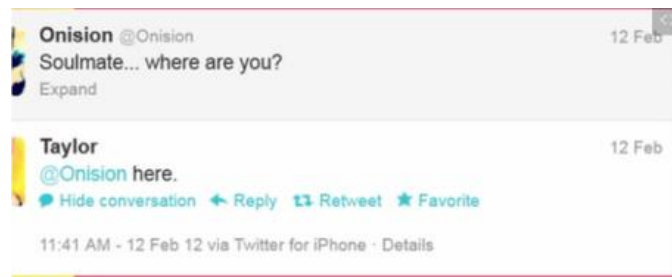 Onision @Onision 12 Feb
Soulmate... where are you?
Expand
Taylor 12 Feb
@Onision here.
Hide conversation Reply Retweet Favorite
11:41 AM - 12 Feb 12 via Twitter for iPhone · Details